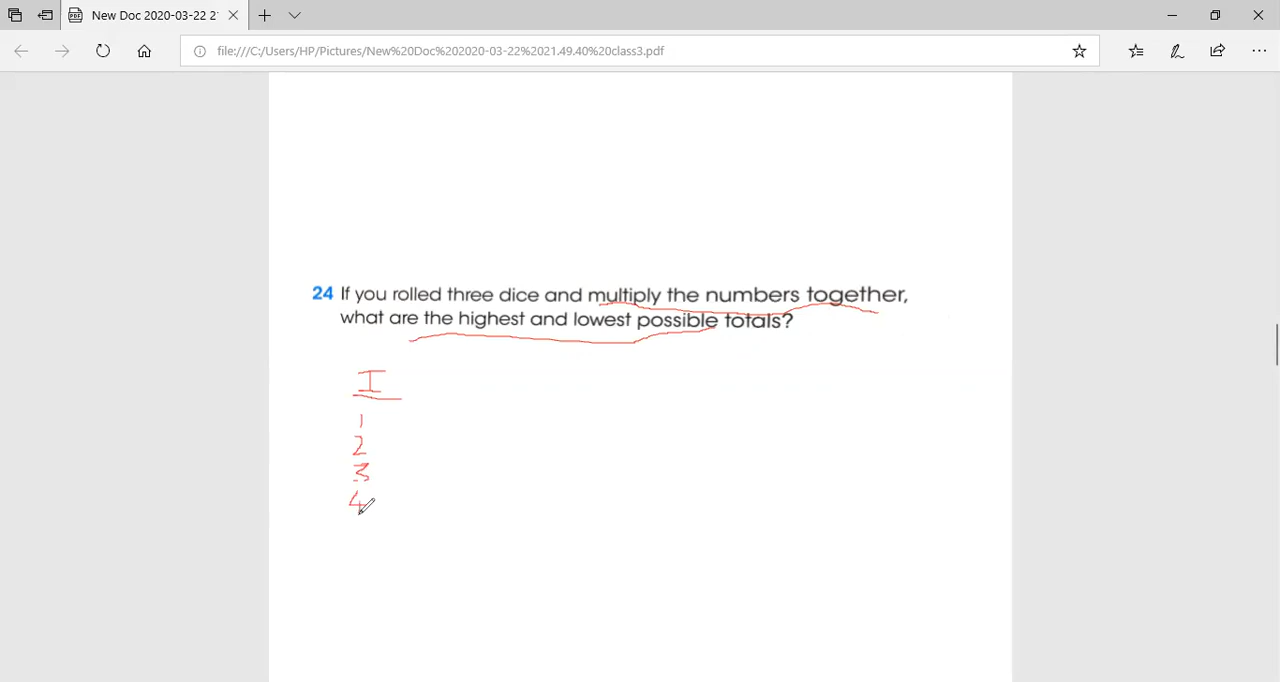 New Doc 2020-03-22 2
file:///C:/Users/HP/Pictures/New%20Doc%202020-03-22%2021.49.40%20class3.pdf
24 If you rolled three dice and multiply the numbers together,
what are the highest and lowest possible totals?
I
1
2
3
4